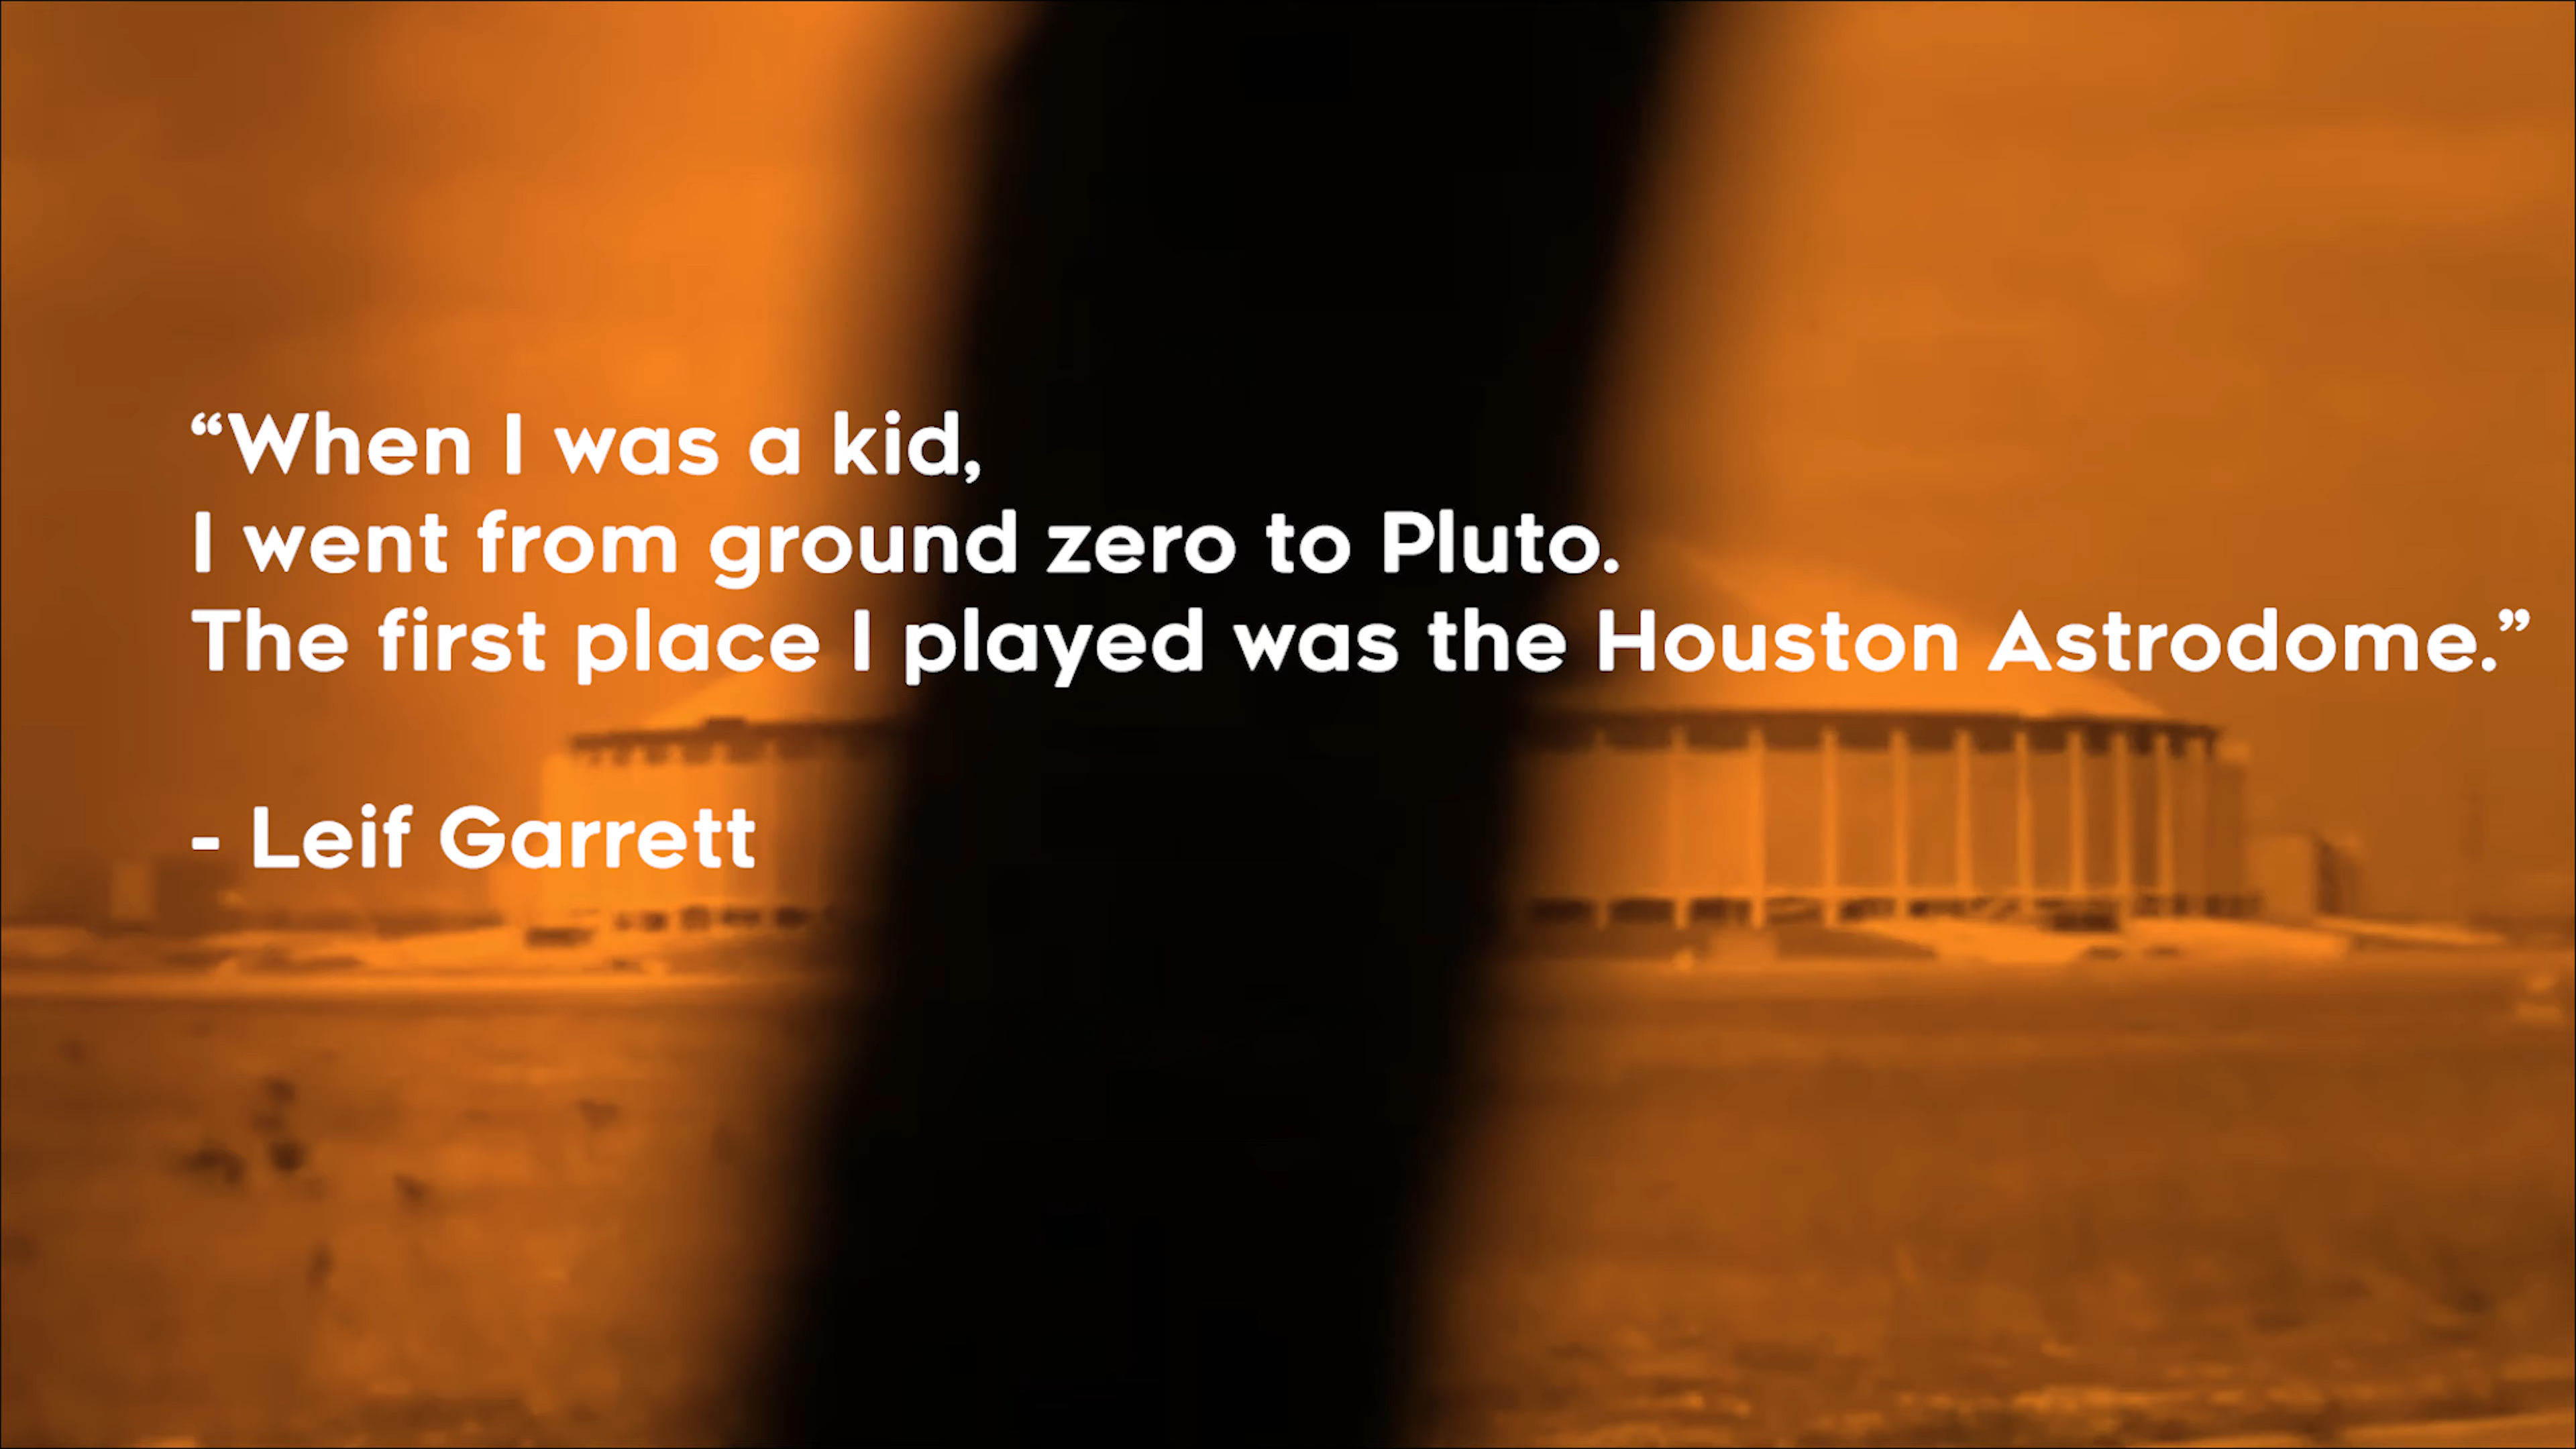 “When I was a kid,
I went from ground zero to Pluto.
The first place I played was the Houston Astrodome.”
- Leif Garrett